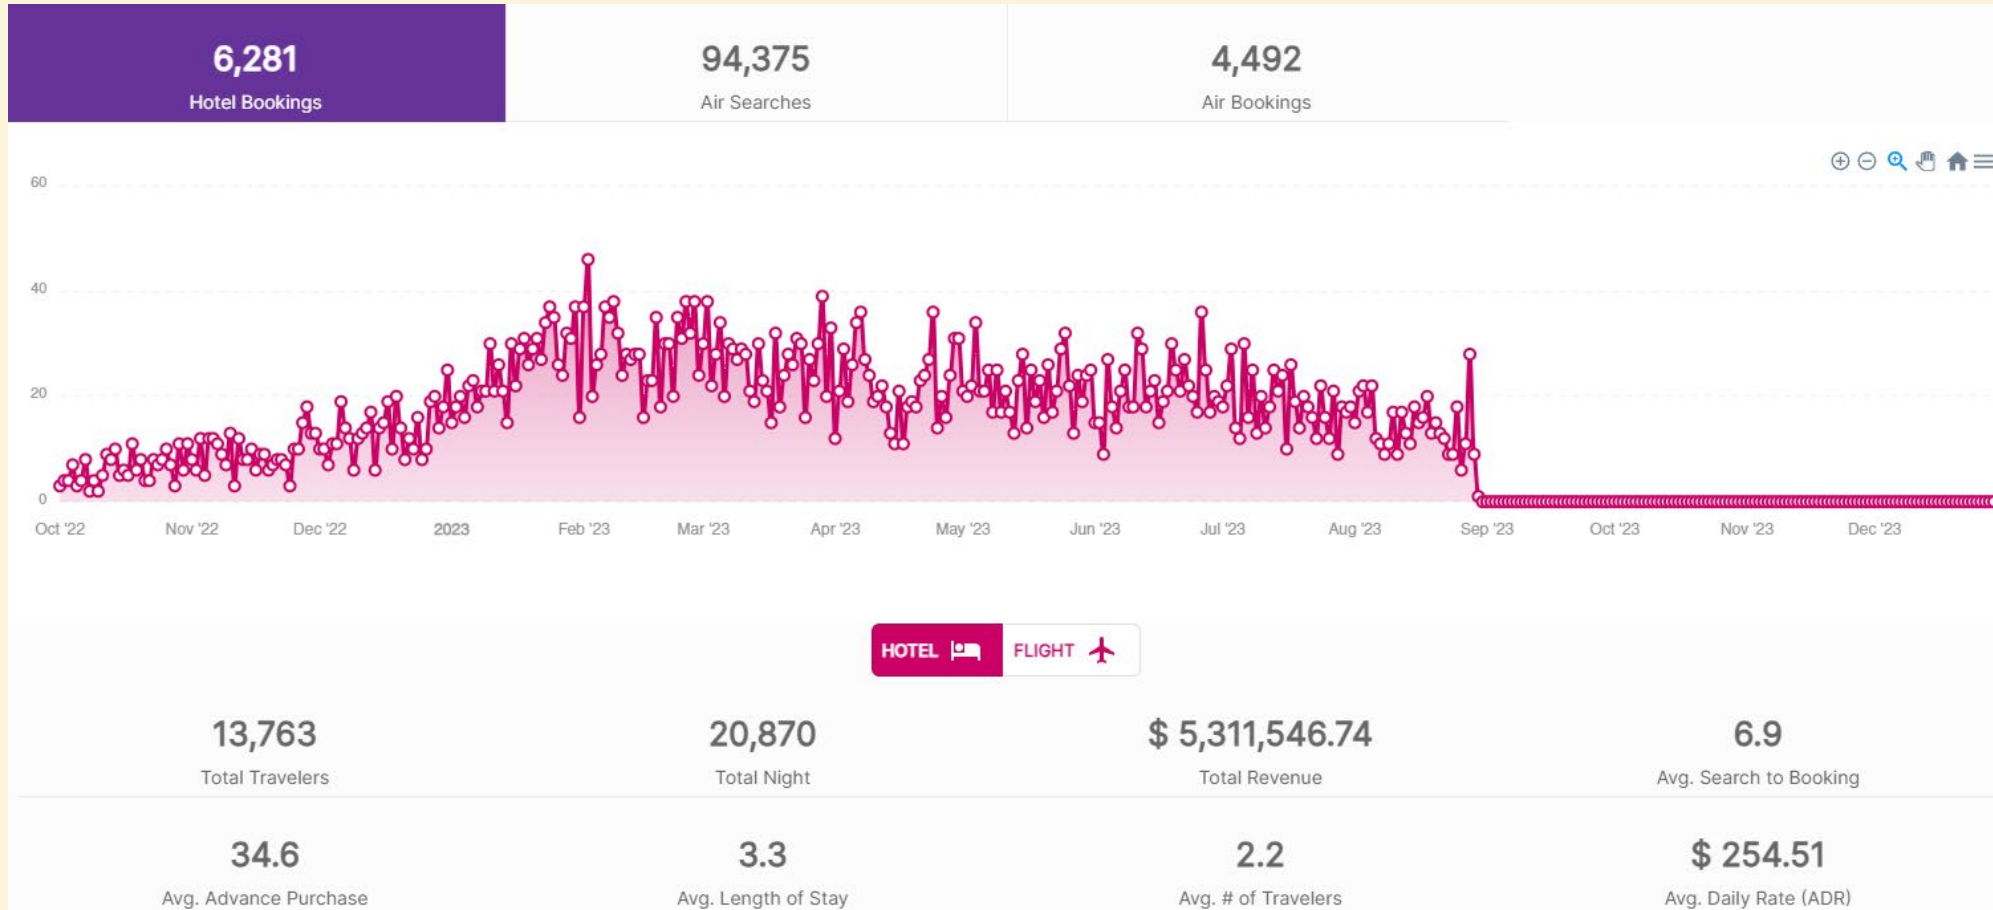 6,281
Hotel Bookings
94,375
Air Searches
4,492
Air Bookings
60
40
20
0
Oct '22 Nov '22 Dec '22 2023 Feb '23 Mar '23 Apr '23 May '23 Jun '23 Jul '23 Aug '23 Sep '23 Oct '23 Nov '23 Dec '23
HOTEL FLIGHT
13,763
Total Travelers
20,870
Total Night
$ 5,311,546.74
Total Revenue
6.9
Avg. Search to Booking
34.6
Avg. Advance Purchase
3.3
Avg. Length of Stay
2.2
Avg. # of Travelers
$ 254.51
Avg. Daily Rate (ADR)